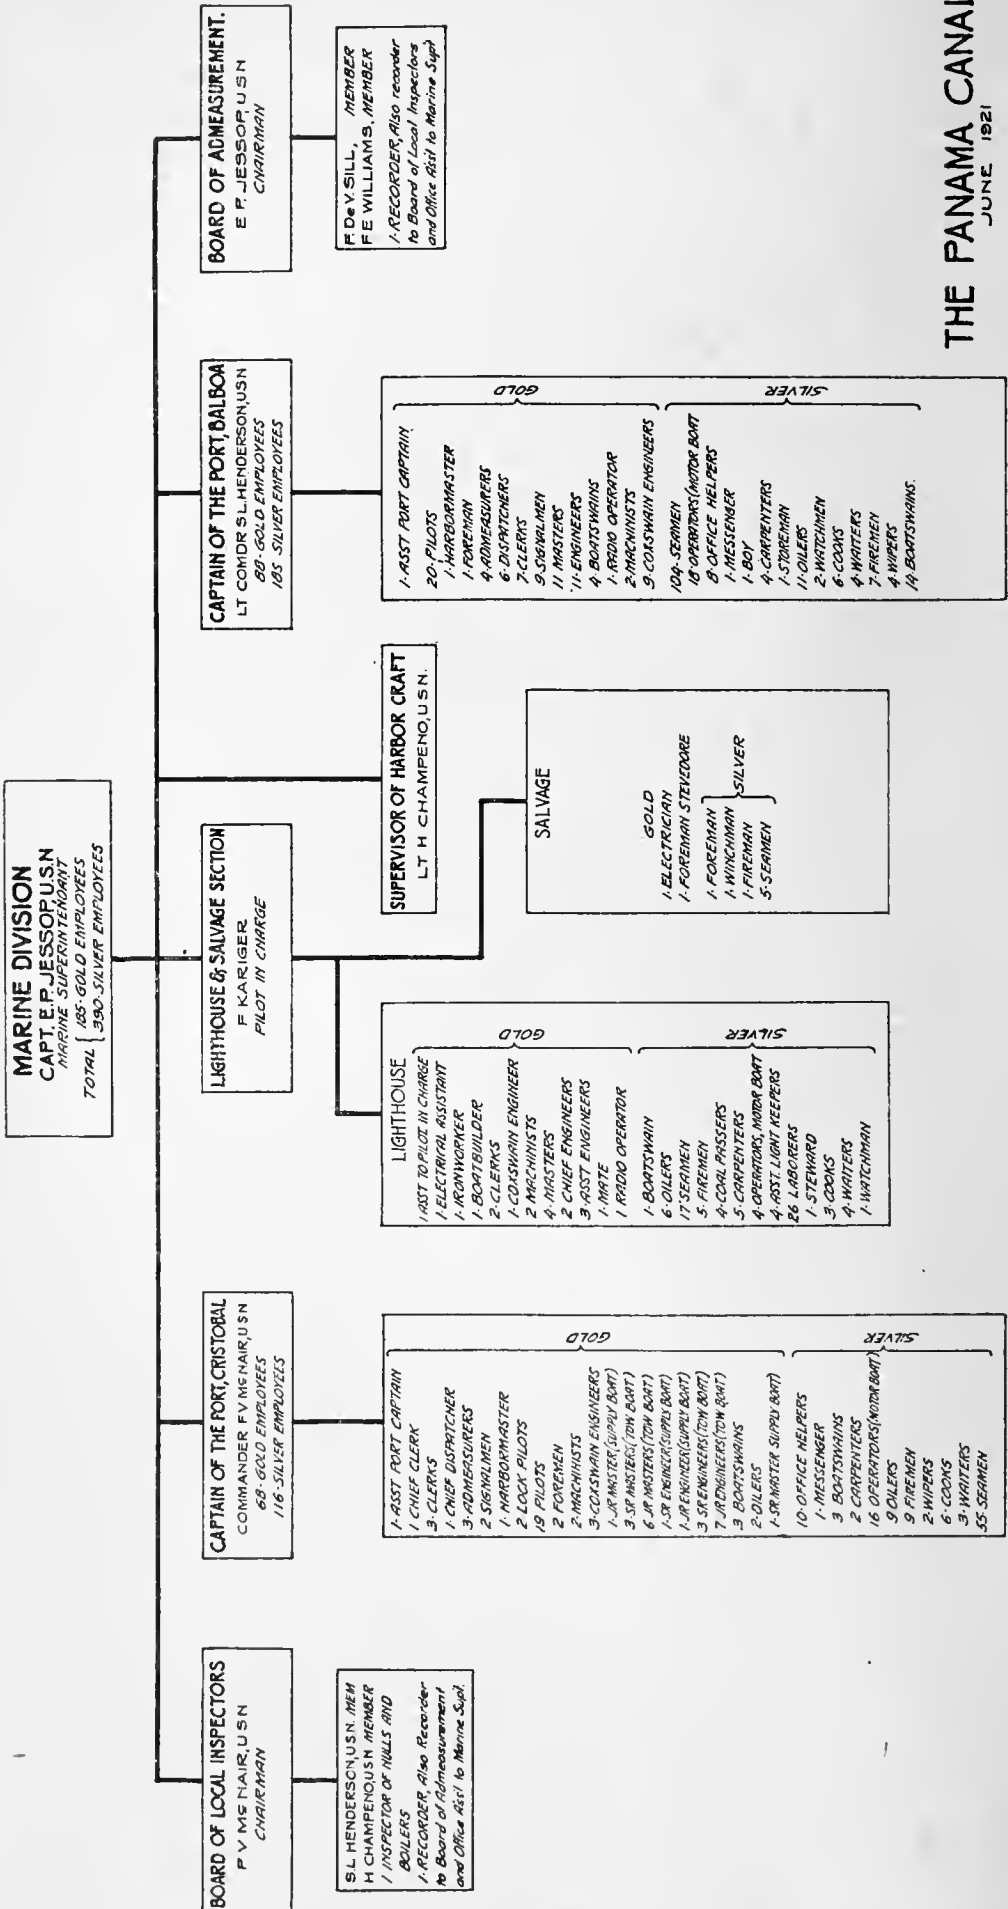 MARINE DIVISION
CAPT. E.P. JESSOP, U.S.N
MARINE SUPERINTENDANT
TOTAL { 185-GOLD EMPLOYEES
390-SILVER EMPLOYEES
BOARD OF LOCAL INSPECTORS
F V McNAIR, USN
CHAIRMAN
S.L. HENDERSON, U.S.N. MEM
H CHAMPENO, USN MEMBER
1 INSPECTOR OF HULLS AND
BOILERS
1-RECORDER, Also Recorder
to Board of Admeasurement
and Office Ass't to Marine Sup't.
CAPTAIN OF THE PORT, CRISTOBAL
COMMANDER F V McNAIR, USN
68-GOLD EMPLOYEES
116-SILVER EMPLOYEES
1-ASST PORT CAPTAIN
1 CHIEF CLERK
3-CLERKS
1-CHIEF DISPATCHER
3-ADMEASURERS
2 SIGNALMEN
1-HARBORMASTER
2 LOCK PILOTS
19 PILOTS
2 FOREMEN
2-MACHINISTS
3-COXSWAIN ENGINEERS
1-JR MASTER (SUPPLY BOAT)
3-SR MASTERS (TOW BOAT)
6 JR MASTERS (TOW BOAT)
1-SR ENGINEER (SUPPLY BOAT)
1-JR ENGINEER (SUPPLY BOAT)
3 SR ENGINEERS (TOW BOAT)
7 JR ENGINEERS (TOW BOAT)
3 BOATSWAINS
2-OILERS
1-SR. MASTER SUPPLY BOAT)
GOLD
10-OFFICE HELPERS
1-MESSENGER
3 BOATSWAINS
2 CARPENTERS
16 OPERATORS (MOTOR BOAT)
9 OILERS
9 FIREMEN
2-WIPERS
6-COOKS
3-WAITERS
55-SEAMEN
SILVER
LIGHTHOUSE & SALVAGE SECTION
F KARIGER
PILOT IN CHARGE
LIGHTHOUSE
1 ASST TO PILOT IN CHARGE
1-ELECTRICAL ASSISTANT
1-IRONWORKER
1-BOATBUILDER
2-CLERKS
1-COXSWAIN ENGINEER
2 MACHINISTS
4-MASTERS
2 CHIEF ENGINEERS
3-ASST ENGINEERS
1-MATE
1 RADIO OPERATOR
GOLD
1-BOATSWAIN
6-OILERS
17 SEAMEN
5-FIREMEN
4-COAL PASSERS
5-CARPENTERS
4-OPERATORS, MOTOR BOAT
4-ASST. LIGHT KEEPERS
26 LABORERS
1-STEWARD
3-COOKS
4-WAITERS
1-WATCHMAN
SILVER
SALVAGE
GOLD
1-ELECTRICIAN
1-FOREMAN STEVEDORE
1-FOREMAN
1-WINCHMAN
1-FIREMAN
5-SEAMEN
SILVER
SUPERVISOR OF HARBOR CRAFT
LT H CHAMPENO, U.S.N.
CAPTAIN OF THE PORT, BALBOA
LT COMDR S L. HENDERSON, USN
88-GOLD EMPLOYEES
185 SILVER EMPLOYEES
1-ASST PORT CAPTAIN
20-PILOTS
1-HARBORMASTER
1-FOREMAN
4-ADMEASURERS
6-DISPATCHERS
7-CLERKS
9-SIGNALMEN
11 MASTERS
11-ENGINEERS
4-BOATSWAINS
1-RADIO OPERATOR
2-MACHINISTS
9-COXSWAIN ENGINEERS
GOLD
104-SEAMEN
18-OPERATORS (MOTOR BOAT
8-OFFICE HELPERS
1-MESSENGER
1-BOY
4-CARPENTERS
1-STOREMAN
11-OILERS
2-WATCHMEN
6-COOKS
4-WAITERS
7-FIREMEN
4-WIPERS
14-BOATSWAINS.
SILVER
BOARD OF ADMEASUREMENT.
E P. JESSOP, U S N
CHAIRMAN
F. De V. SILL, MEMBER
F E WILLIAMS, MEMBER
1-RECORDER, Also recorder
to Board of Local Inspectors
and Office Ass't to Marine Sup't
THE PANAMA CANAL
JUNE 1921